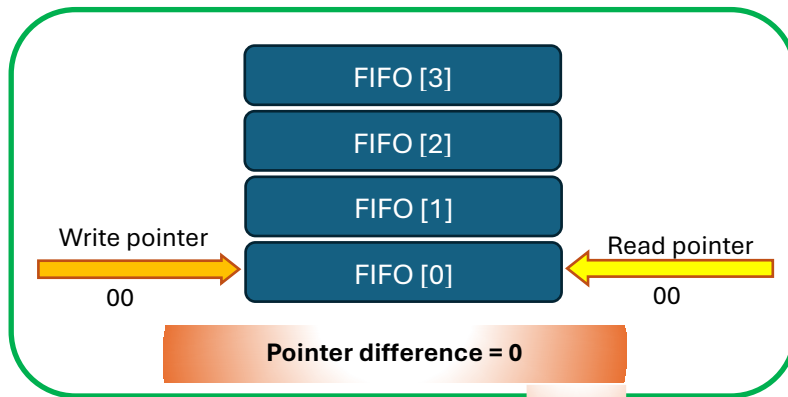 FIFO [3]
FIFO [2]
FIFO [1]
Write pointer
FIFO [0]
Read pointer
00
00
Pointer difference = 0